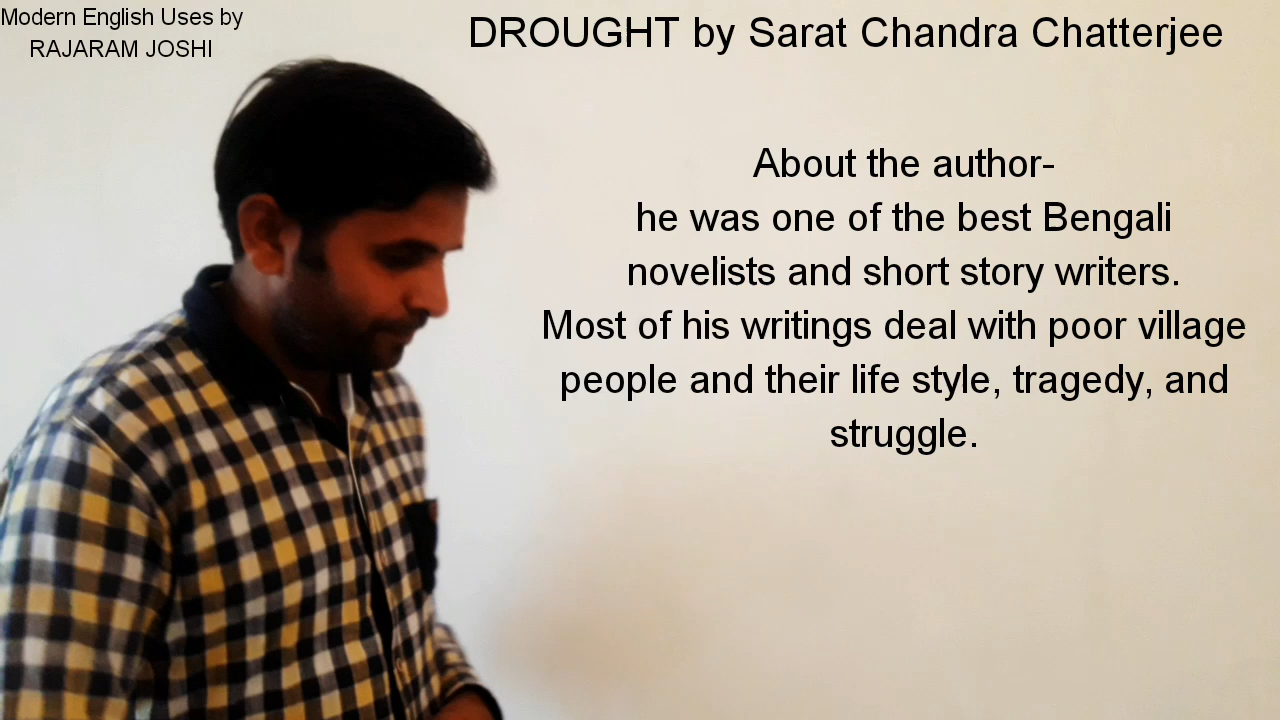 Modern English Uses by
RAJARAM JOSHI
DROUGHT by Sarat Chandra Chatterjee
About the author-
he was one of the best Bengali
novelists and short story writers.
Most of his writings deal with poor village
people and their life style, tragedy, and
struggle.